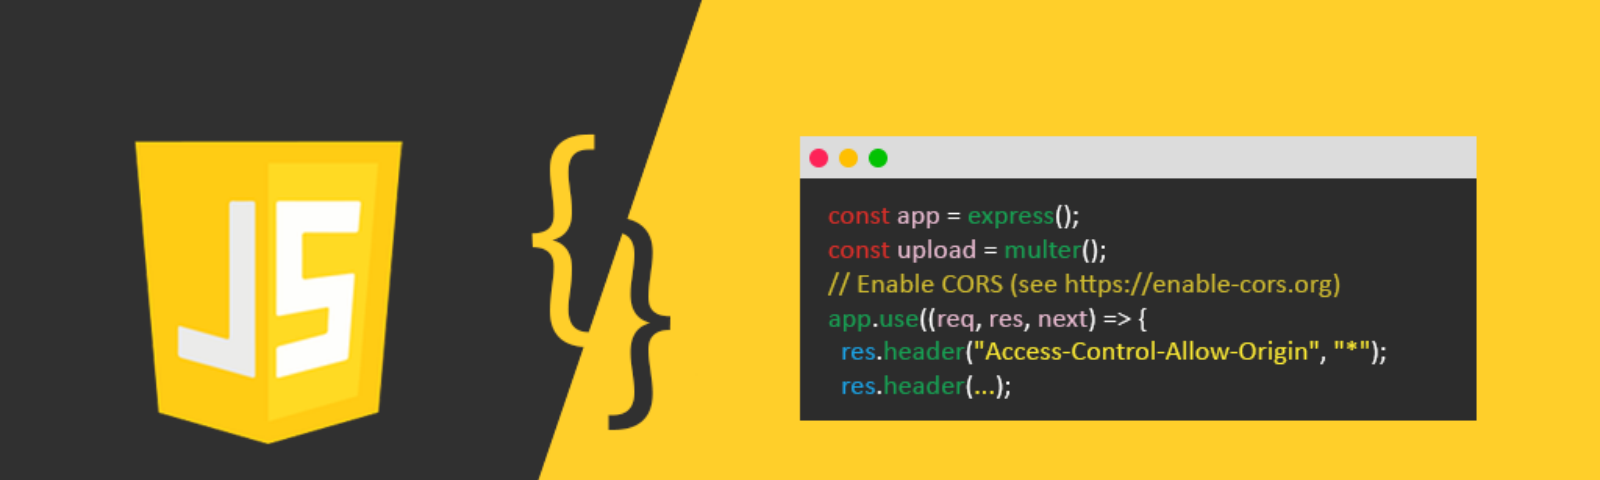 JS
{
}
const app = express();
const upload = multer();
// Enable CORS (see https://enable-cors.org)
app.use((req, res, next) => {
res.header("Access-Control-Allow-Origin", "*");
res.header(...);